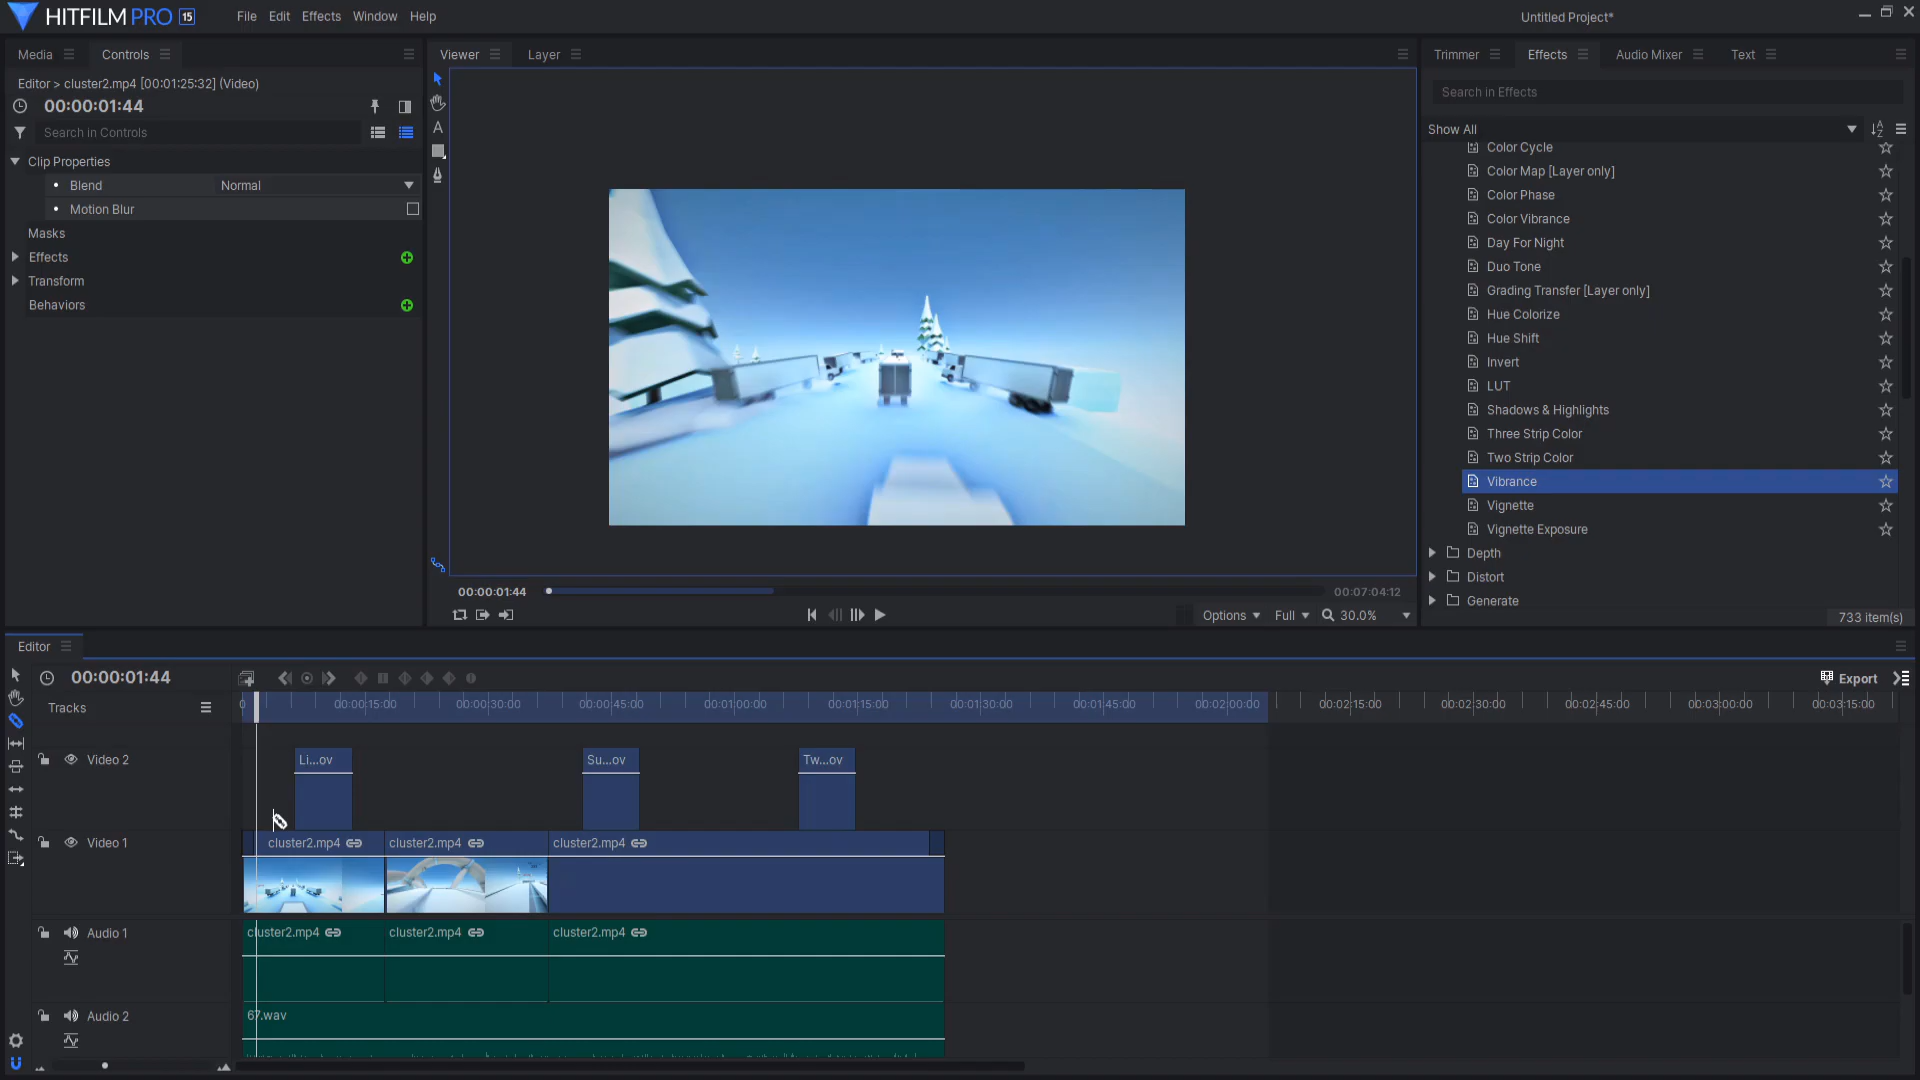 HITFILM PRO 15
File Edit Effects Window Help
Untitled Project*
Media Controls
Editor > cluster2.mp4 [00:01:25:32] (Video)
00:00:01:44
Search in Controls
Clip Properties
Blend Normal
Motion Blur
Masks
Effects
Transform
Behaviors
Viewer Layer
00:00:01:44 00:07:04:12
Options Full 30.0%
Trimmer Effects Audio Mixer Text
Search in Effects
Show All
Color Cycle
Color Map [Layer only]
Color Phase
Color Vibrance
Day For Night
Duo Tone
Grading Transfer [Layer only]
Hue Colorize
Hue Shift
Invert
LUT
Shadows & Highlights
Three Strip Color
Two Strip Color
Vibrance
Vignette
Vignette Exposure
Depth
Distort
Generate
733 item(s)
Editor
00:00:01:44
Export
Tracks
0 00:00:15:00 00:00:30:00 00:00:45:00 00:01:00:00 00:01:15:00 00:01:30:00 00:01:45:00 00:02:00:00 00:02:15:00 00:02:30:00 00:02:45:00 00:03:00:00 00:03:15:00
Video 2 Li...ov Su...ov Tw...ov
Video 1 cluster2.mp4 cluster2.mp4 cluster2.mp4
Audio 1 cluster2.mp4 cluster2.mp4 cluster2.mp4
Audio 2 67.wav